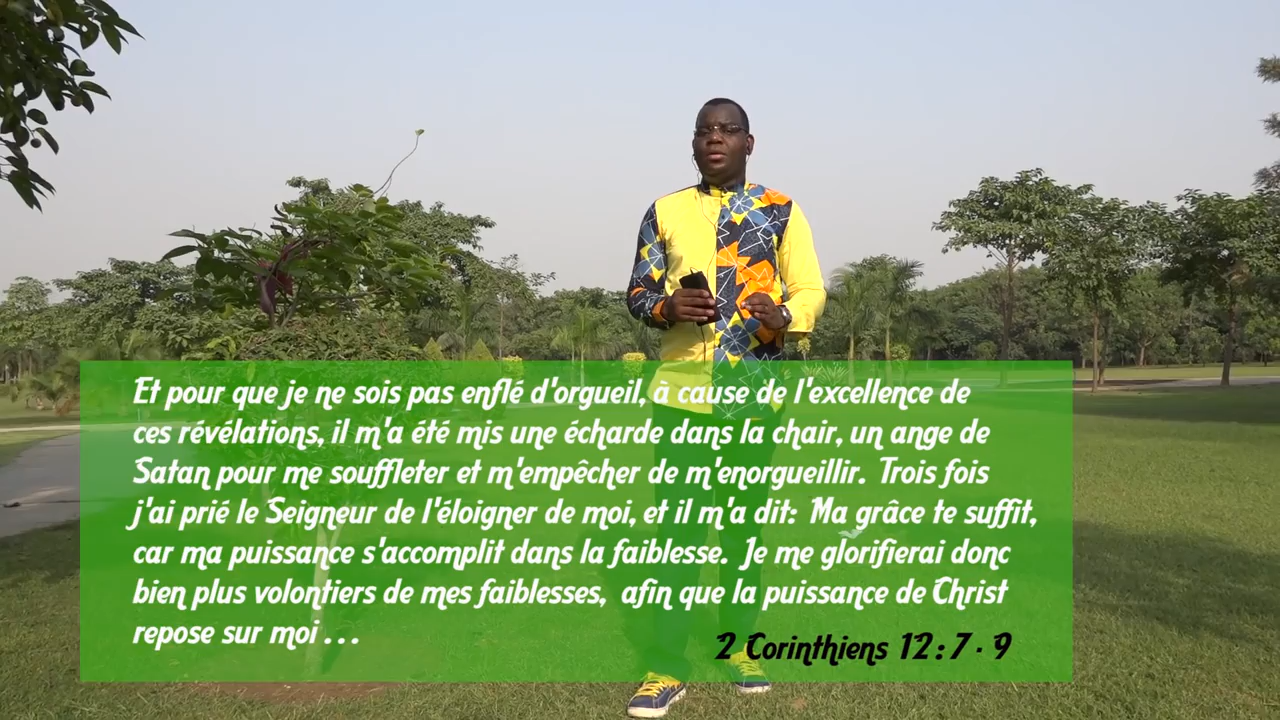 Et pour que je ne sois pas enflé d'orgueil, à cause de l'excellence de
ces révélations, il m'a été mis une écharde dans la chair, un ange de
Satan pour me souffleter et m'empêcher de m'enorgueillir. Trois fois
j'ai prié le Seigneur de l'éloigner de moi, et il m'a dit: Ma grâce te suffit,
car ma puissance s'accomplit dans la faiblesse. Je me glorifierai donc
bien plus volontiers de mes faiblesses, afin que la puissance de Christ
repose sur moi ...
2 Corinthiens 12 : 7 - 9